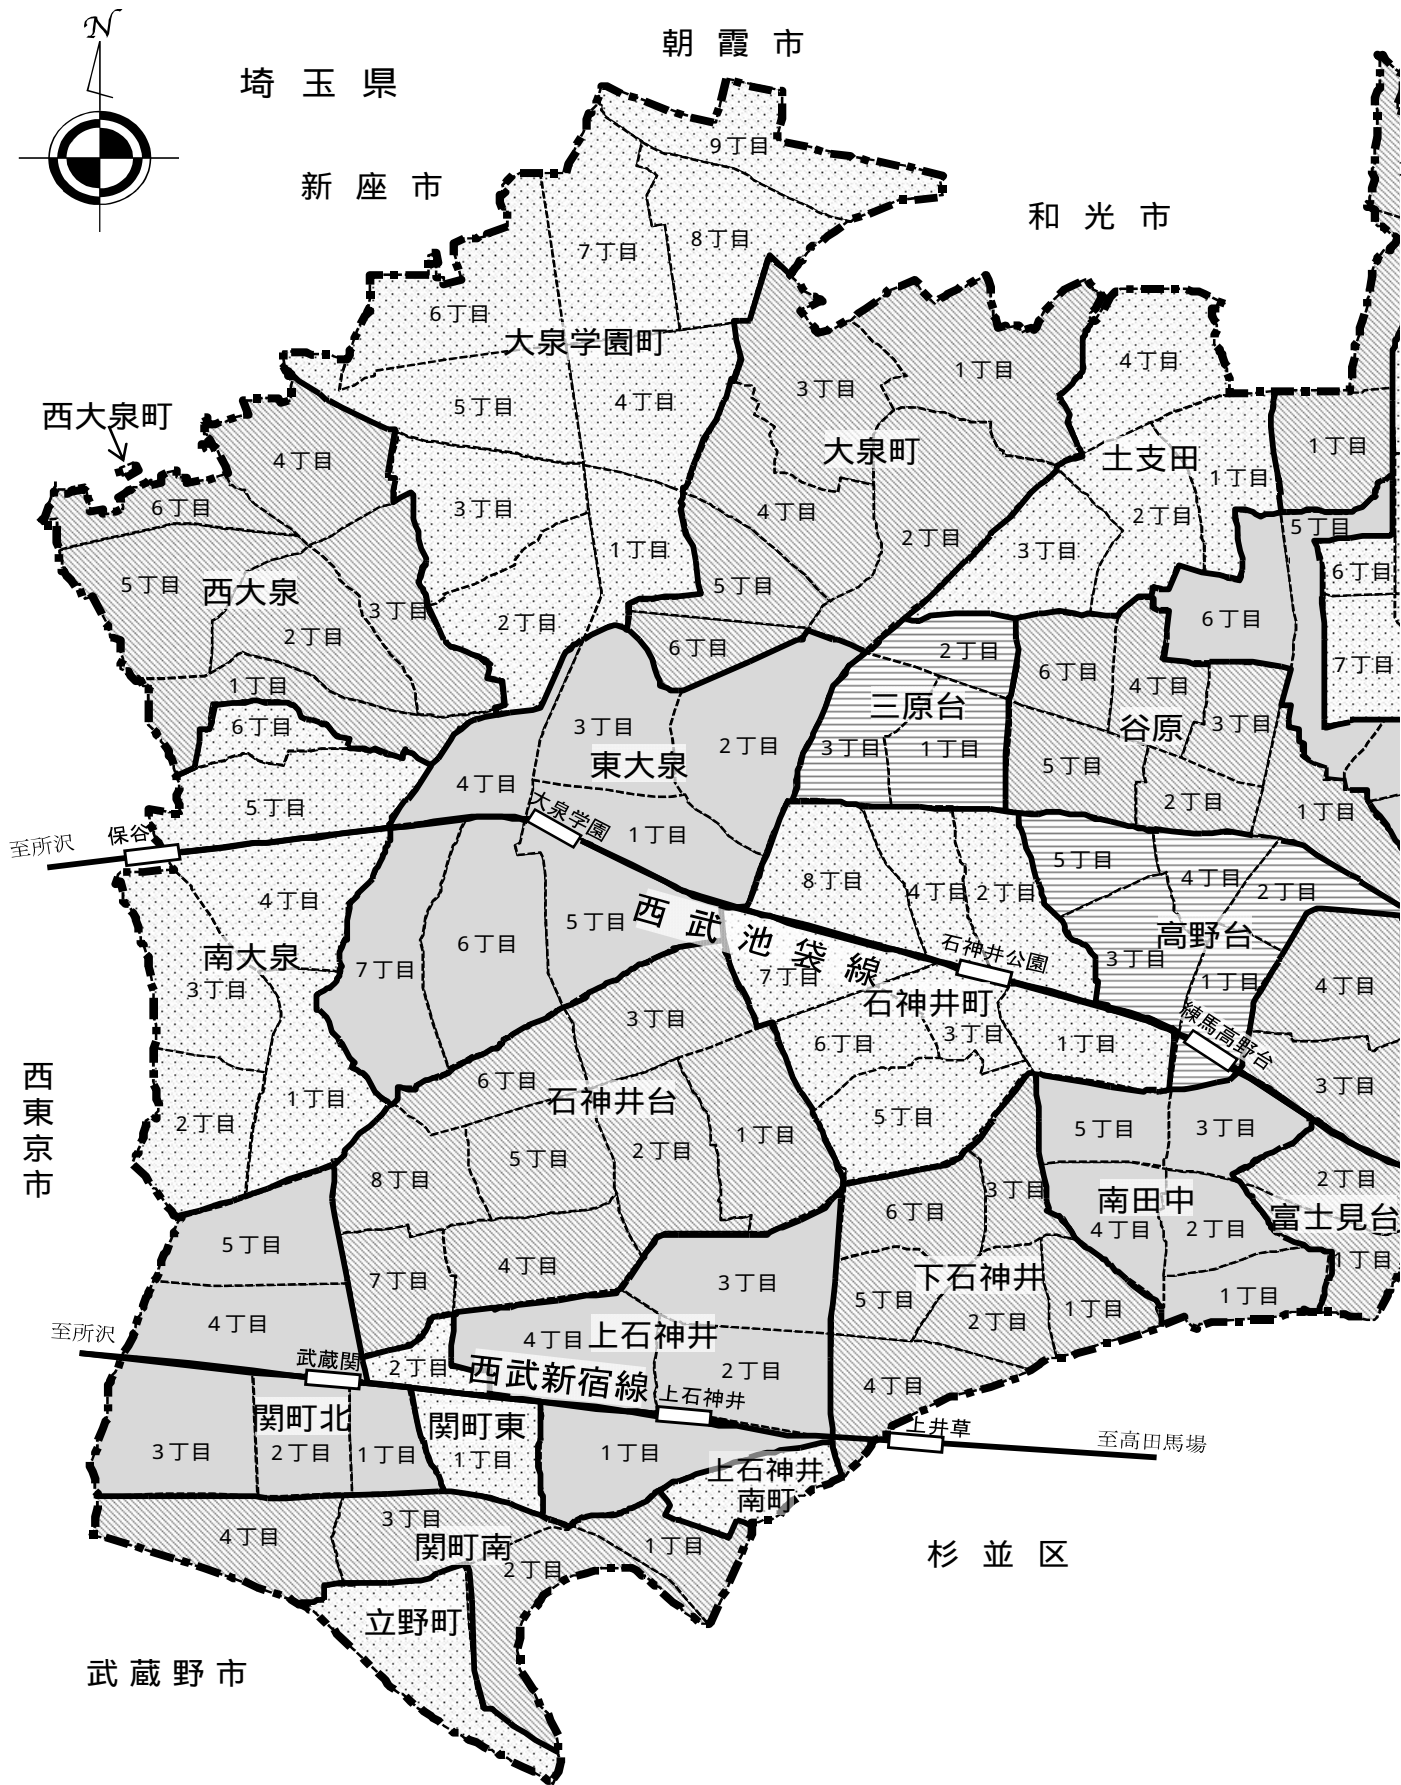 N
朝霞市
埼玉県
新座市
和光市
9丁目
8丁目
7丁目
6丁目
大泉学園町
5丁目
4丁目
3丁目
1丁目
2丁目
西大泉町
4丁目
6丁目
5丁目
西大泉
3丁目
2丁目
1丁目
3丁目
1丁目
大泉町
4丁目
2丁目
5丁目
6丁目
4丁目
土支田
1丁目
2丁目
3丁目
1丁目
5丁目
6丁目
6丁目
7丁目
2丁目
三原台
3丁目
1丁目
6丁目
4丁目
谷原
3丁目
5丁目
2丁目
1丁目
6丁目
5丁目
4丁目
南大泉
3丁目
2丁目
1丁目
3丁目
東大泉
2丁目
4丁目
1丁目
5丁目
6丁目
7丁目
至所沢
保谷
大泉学園
西武池袋線
石神井公園
練馬高野台
8丁目
4丁目
2丁目
7丁目
石神井町
6丁目
3丁目
1丁目
5丁目
5丁目
4丁目
2丁目
高野台
3丁目
1丁目
4丁目
3丁目
2丁目
富士見台
1丁目
西東京市
3丁目
6丁目
石神井台
1丁目
2丁目
5丁目
8丁目
4丁目
7丁目
5丁目
3丁目
南田中
4丁目
2丁目
1丁目
6丁目
3丁目
下石神井
5丁目
2丁目
1丁目
4丁目
5丁目
4丁目
至所沢
武蔵関
関町北
3丁目
2丁目
1丁目
2丁目
関町東
1丁目
3丁目
4丁目
上石神井
2丁目
西武新宿線
上石神井
1丁目
上井草
至高田馬場
上石神井
南町
3丁目
4丁目
関町南
2丁目
1丁目
立野町
杉並区
武蔵野市